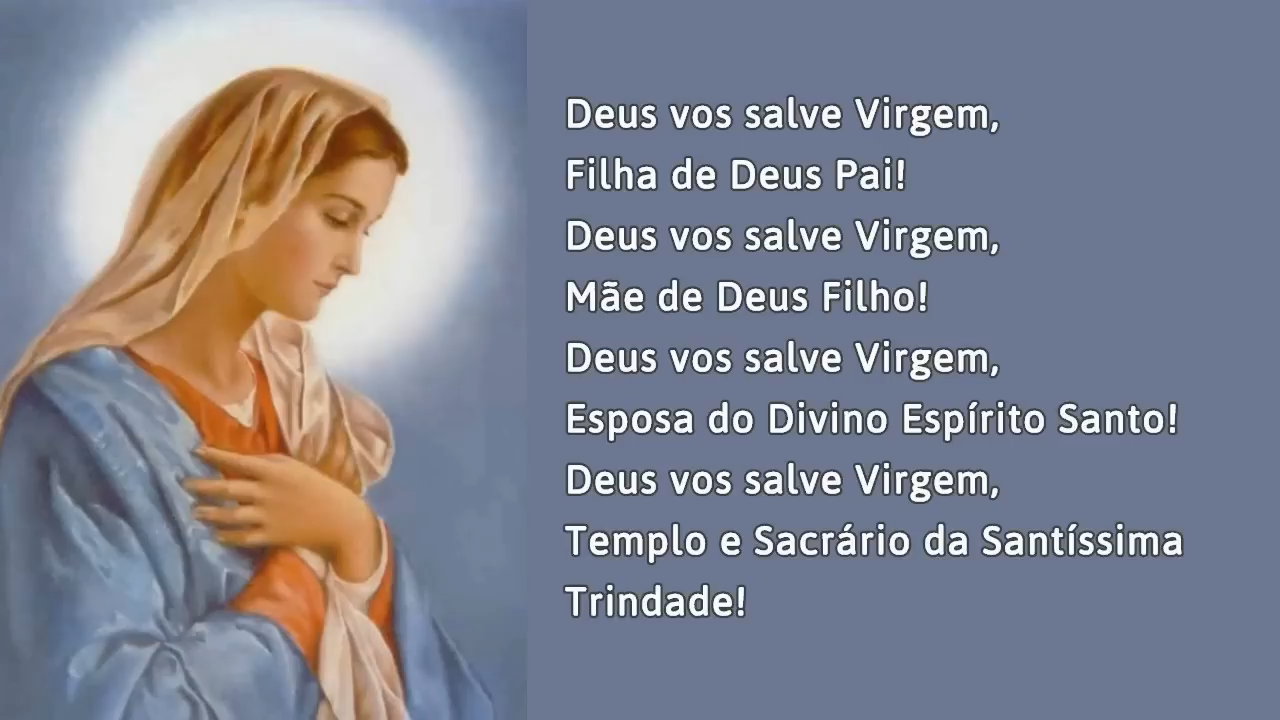 Deus vos salve Virgem,
Filha de Deus Pai!
Deus vos salve Virgem,
Mãe de Deus Filho!
Deus vos salve Virgem,
Esposa do Divino Espírito Santo!
Deus vos salve Virgem,
Templo e Sacrário da Santíssima
Trindade!